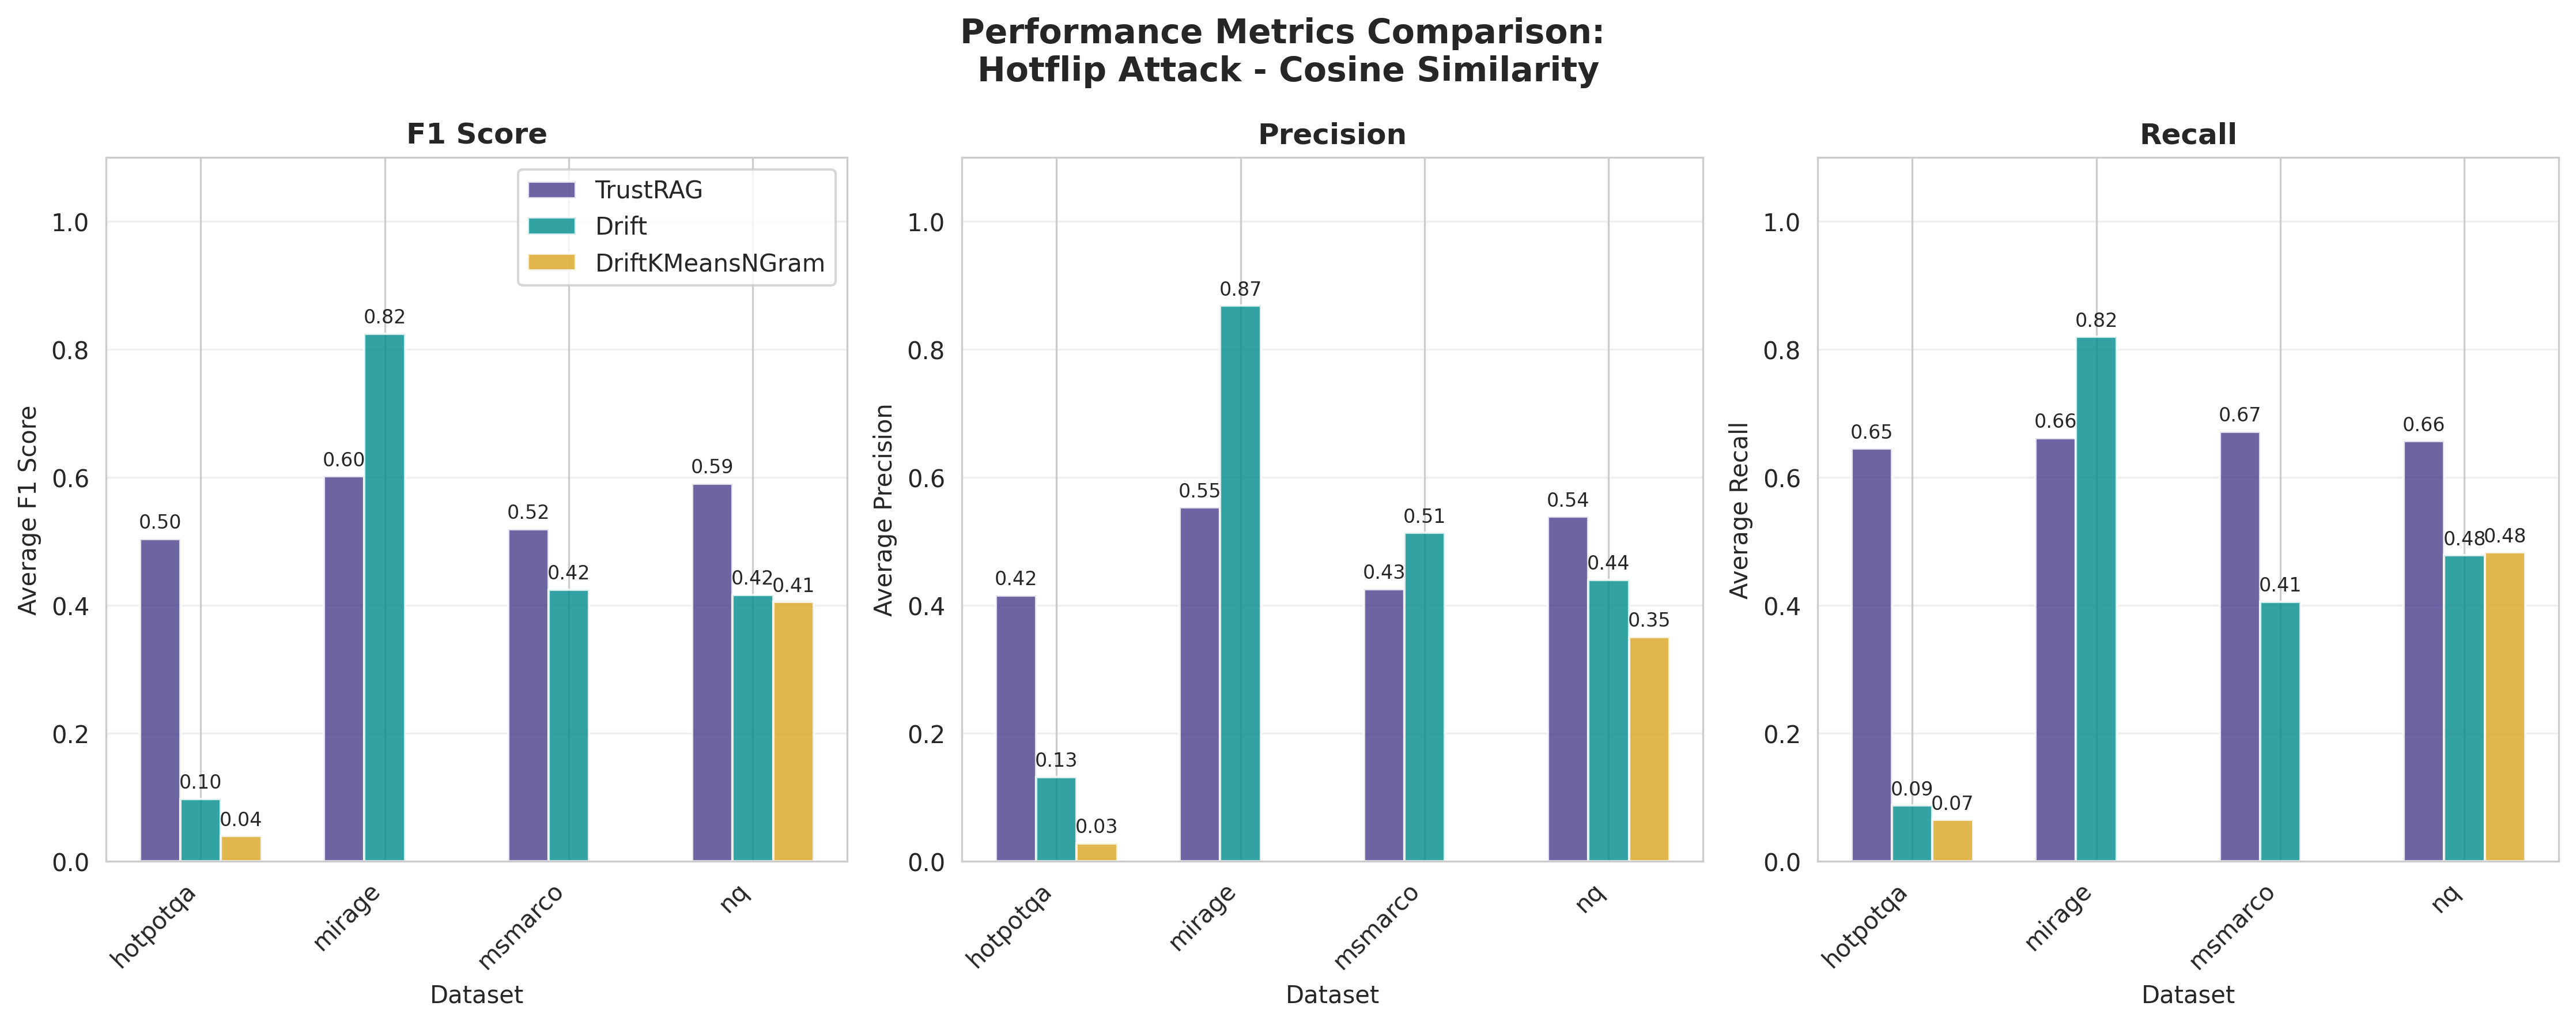 Performance Metrics Comparison:
Hotflip Attack - Cosine Similarity
F1 Score
Average F1 Score
1.0
0.8
0.6
0.4
0.2
0.0
TrustRAG
Drift
DriftKMeansNGram
0.50
0.10
0.04
0.60
0.82
0.52
0.42
0.59
0.42
0.41
hotpotqa
mirage
msmarco
nq
Dataset
Precision
Average Precision
1.0
0.8
0.6
0.4
0.2
0.0
0.42
0.13
0.03
0.55
0.87
0.43
0.51
0.54
0.44
0.35
hotpotqa
mirage
msmarco
nq
Dataset
Recall
Average Recall
1.0
0.8
0.6
0.4
0.2
0.0
0.65
0.09
0.07
0.66
0.82
0.67
0.41
0.66
0.48
0.48
hotpotqa
mirage
msmarco
nq
Dataset